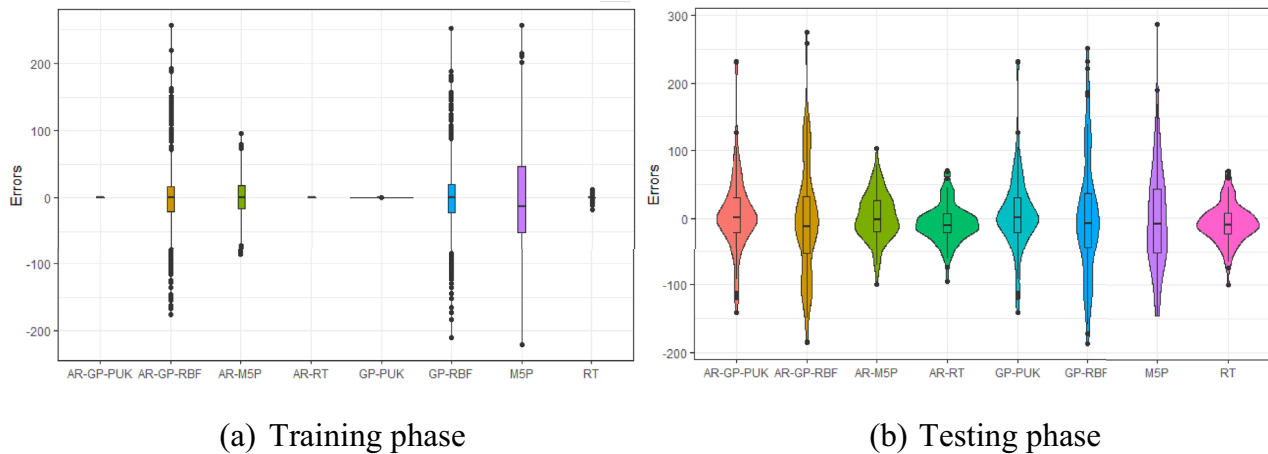 Errors
200
100
0
-100
-200
AR-GP-PUK AR-GP-RBF AR-M5P AR-RT GP-PUK GP-RBF M5P RT
(a) Training phase
Errors
300
200
100
0
-100
-200
AR-GP-PUK AR-GP-RBF AR-M5P AR-RT GP-PUK GP-RBF M5P RT
(b) Testing phase